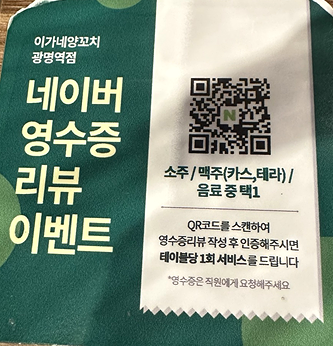 이가네양꼬치
광명역점
네이버
영수증
리뷰
이벤트
N
소주 / 맥주(카스,테라) /
음료 중 택1
QR코드를 스캔하여
영수증리뷰 작성 후 인증해주시면
테이블당 1회 서비스를 드립니다
*영수증은 직원에게 요청해주세요